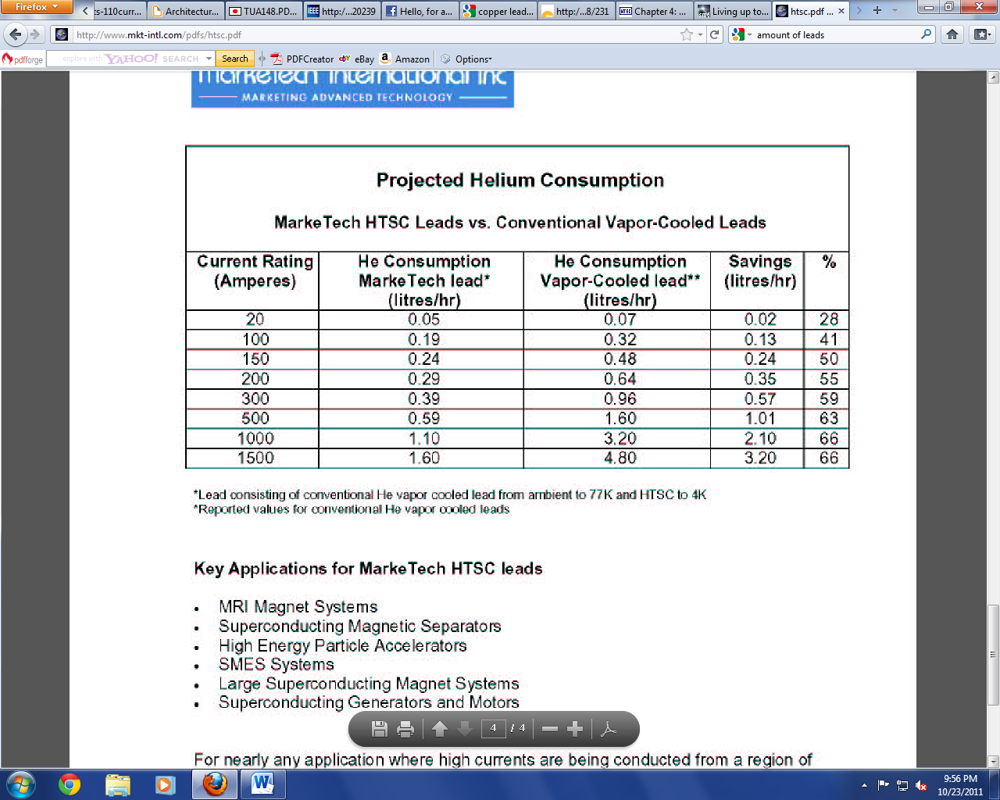 Firefox
ts-110curr...
Architectur...
TUA148.PD...
IEEE http:/...20239
Hello, for a...
copper lead...
http:/...8/231
HTEC Chapter 4: ...
Living up to...
htsc.pdf ...
http://www.mkt-intl.com/pdfs/htsc.pdf
amount of leads
pdfforge
explore with YAHOO! SEARCH
Search
PDFCreator
eBay
Amazon
Options
MarkeTech International Inc
MARKETING ADVANCED TECHNOLOGY
Projected Helium Consumption
MarkeTech HTSC Leads vs. Conventional Vapor-Cooled Leads
Current Rating (Amperes) He Consumption MarkeTech lead* (litres/hr) He Consumption Vapor-Cooled lead** (litres/hr) Savings (litres/hr) %
20 0.05 0.07 0.02 28
100 0.19 0.32 0.13 41
150 0.24 0.48 0.24 50
200 0.29 0.64 0.35 55
300 0.39 0.96 0.57 59
500 0.59 1.60 1.01 63
1000 1.10 3.20 2.10 66
1500 1.60 4.80 3.20 66
*Lead consisting of conventional He vapor cooled lead from ambient to 77K and HTSC to 4K
*Reported values for conventional He vapor cooled leads
Key Applications for MarkeTech HTSC leads
• MRI Magnet Systems
• Superconducting Magnetic Separators
• High Energy Particle Accelerators
• SMES Systems
• Large Superconducting Magnet Systems
• Superconducting Generators and Motors
4 / 4
For nearly any application where high currents are being conducted from a region of
9:56 PM
10/23/2011